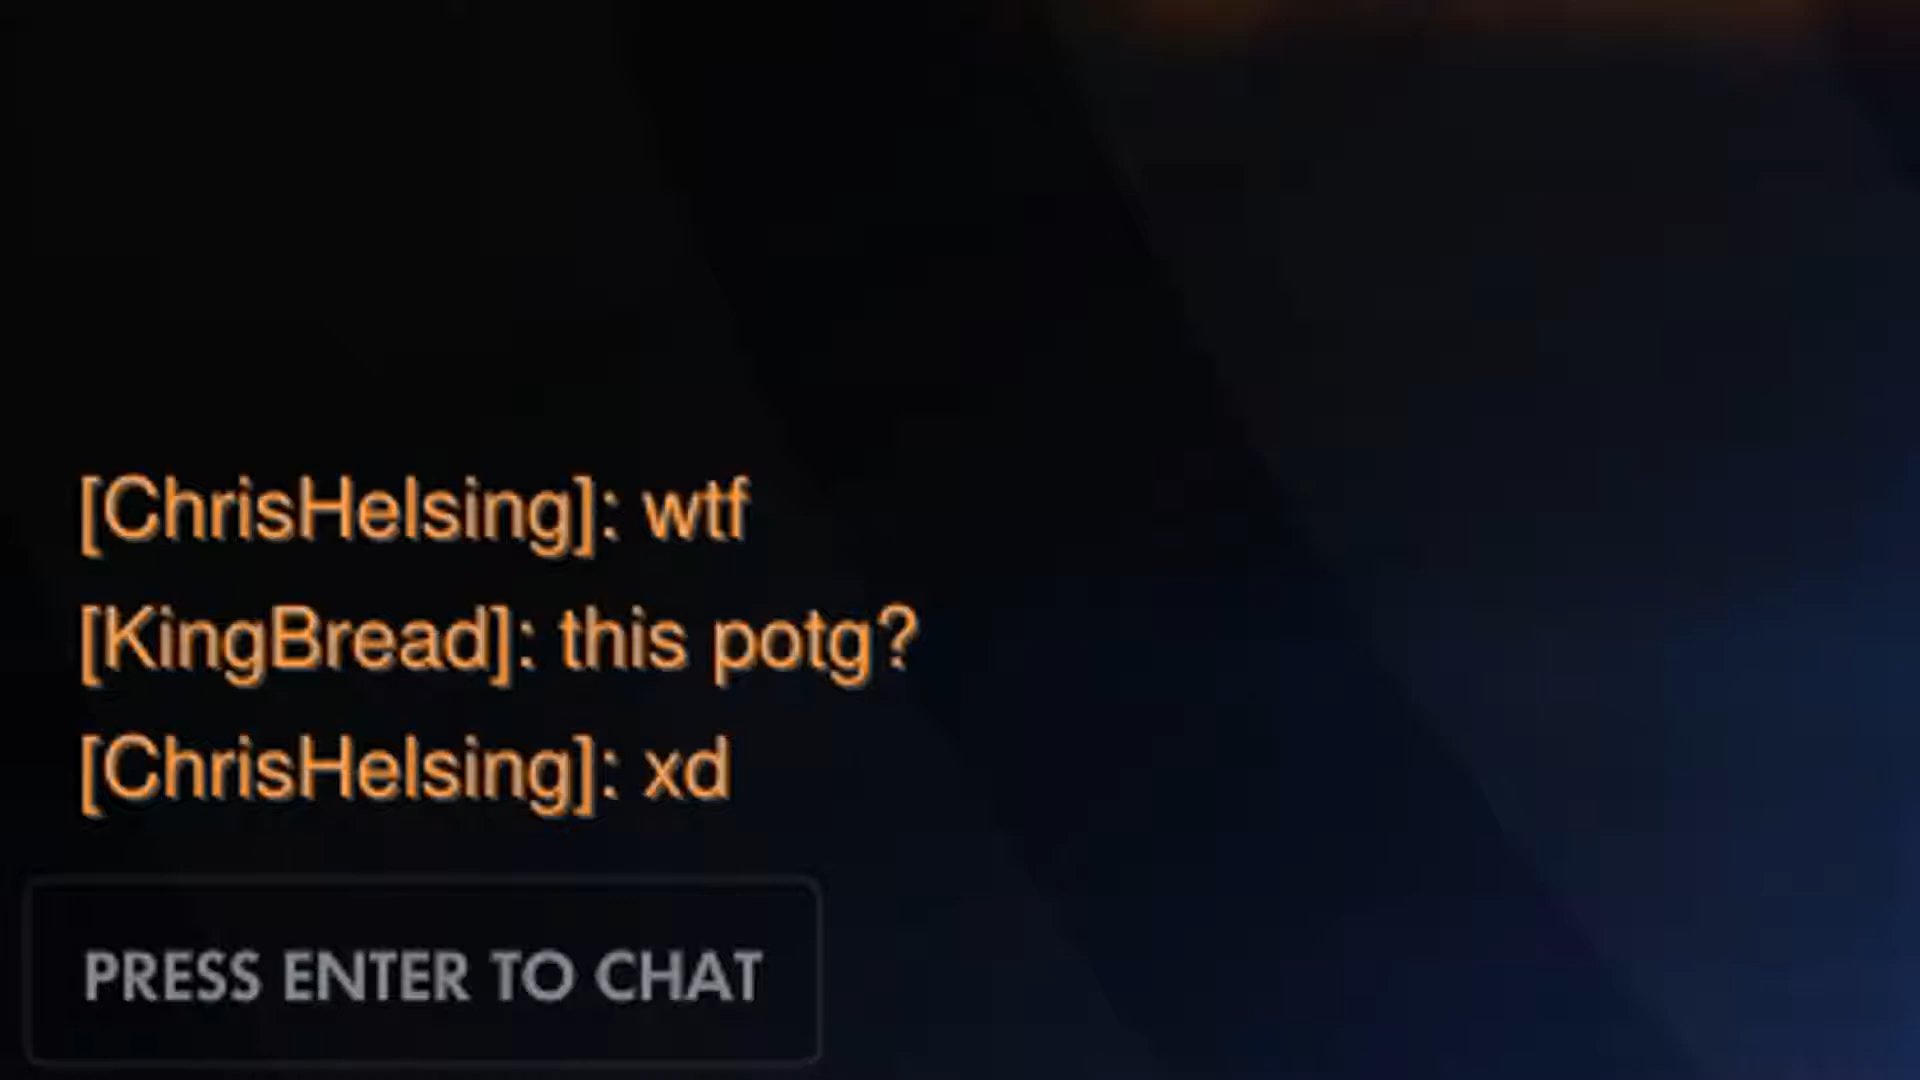 [ChrisHelsing]: wtf
[KingBread]: this potg?
[ChrisHelsing]: xd
PRESS ENTER TO CHAT